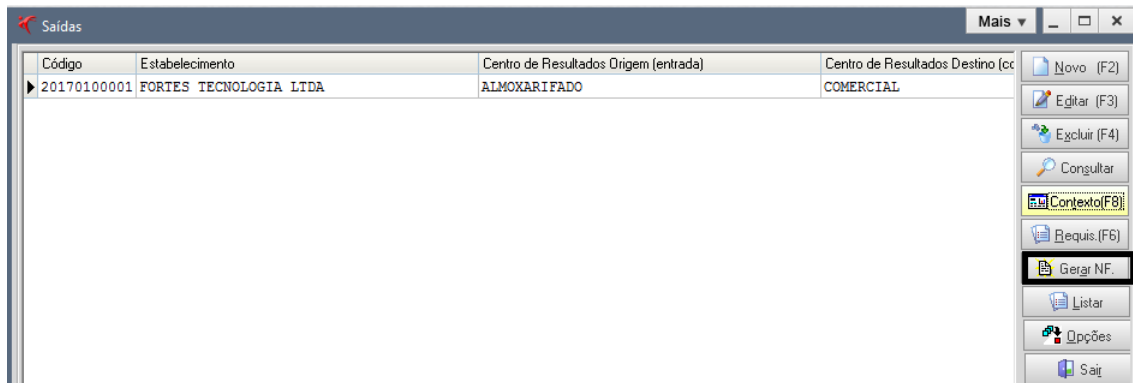 Saídas
Mais
Código Estabelecimento Centro de Resultados Origem (entrada) Centro de Resultados Destino (co
20170100001 FORTES TECNOLOGIA LTDA ALMOXARIFADO COMERCIAL
Novo (F2)
Editar (F3)
Excluir (F4)
Consultar
Contexto(F8)
Requis.(F6)
Gerar NF.
Listar
Opções
Sair